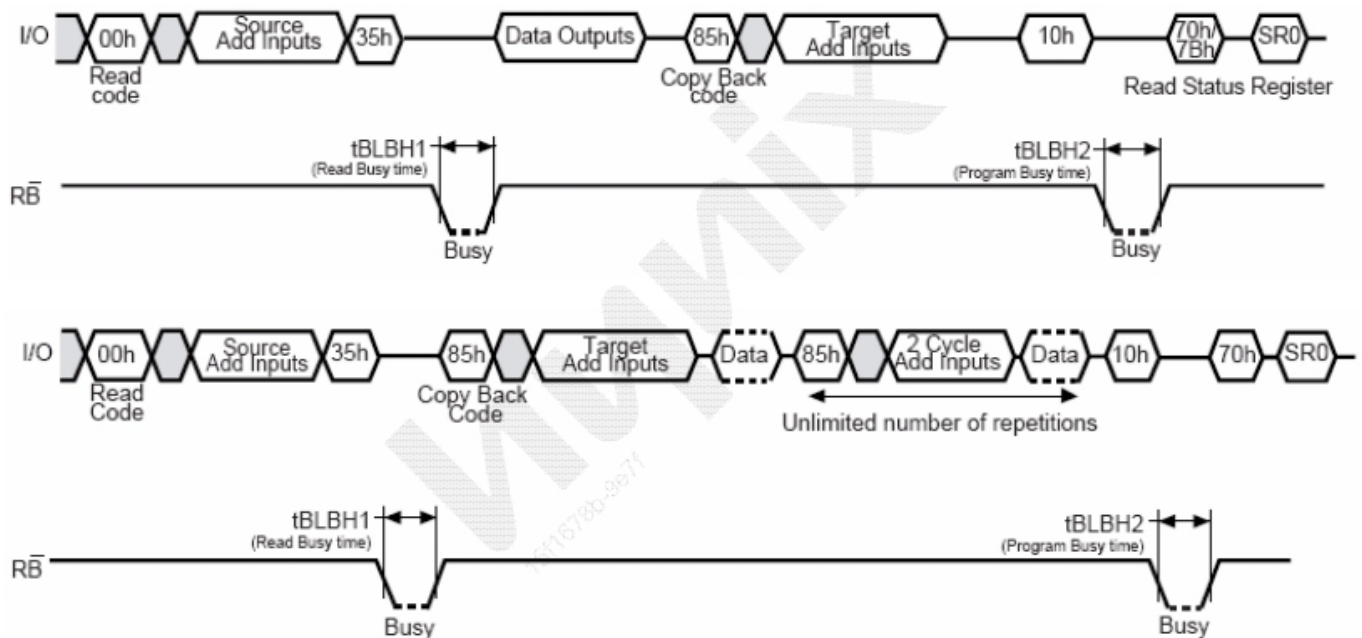 I/O 00h Source Add Inputs 35h Data Outputs 85h Target Add Inputs 10h 70h/ 7Bh SR0
Read code
Copy Back code
Read Status Register
tBLBH1
(Read Busy time)
tBLBH2
(Program Busy time)
RB
Busy
Busy
I/O 00h Source Add Inputs 35h 85h Target Add Inputs Data 85h 2 Cycle Add Inputs Data 10h 70h SR0
Read Code
Copy Back Code
Unlimited number of repetitions
tBLBH1
(Read Busy time)
tBLBH2
(Program Busy time)
RB
Busy
Busy